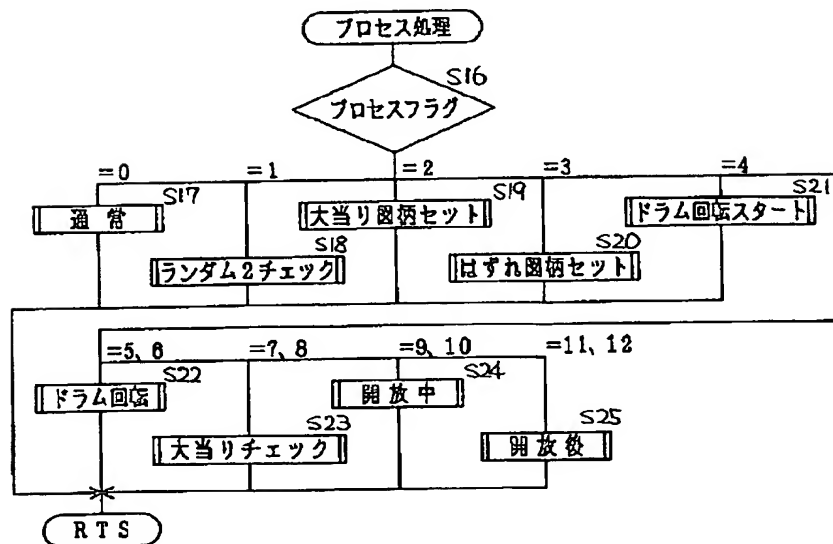 プロセス処理
S16
プロセスフラグ
=0
=1
=2
=3
=4
S17
通常
S18
ランダム2チェック
S19
大当り図柄セット
S20
はずれ図柄セット
S21
ドラム回転スタート
=5、6
=7、8
=9、10
=11、12
S22
ドラム回転
S23
大当りチェック
S24
開放中
S25
開放後
RTS